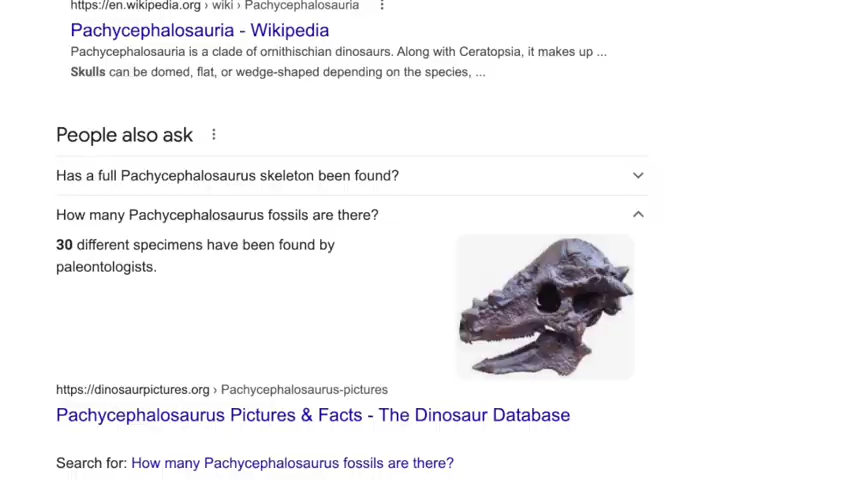 https://en.wikipedia.org › wiki › Pachycephalosauria
Pachycephalosauria - Wikipedia
Pachycephalosauria is a clade of ornithischian dinosaurs. Along with Ceratopsia, it makes up ...
Skulls can be domed, flat, or wedge-shaped depending on the species, ...
People also ask
Has a full Pachycephalosaurus skeleton been found?
How many Pachycephalosaurus fossils are there?
30 different specimens have been found by
paleontologists.
https://dinosaurpictures.org › Pachycephalosaurus-pictures
Pachycephalosaurus Pictures & Facts - The Dinosaur Database
Search for: How many Pachycephalosaurus fossils are there?